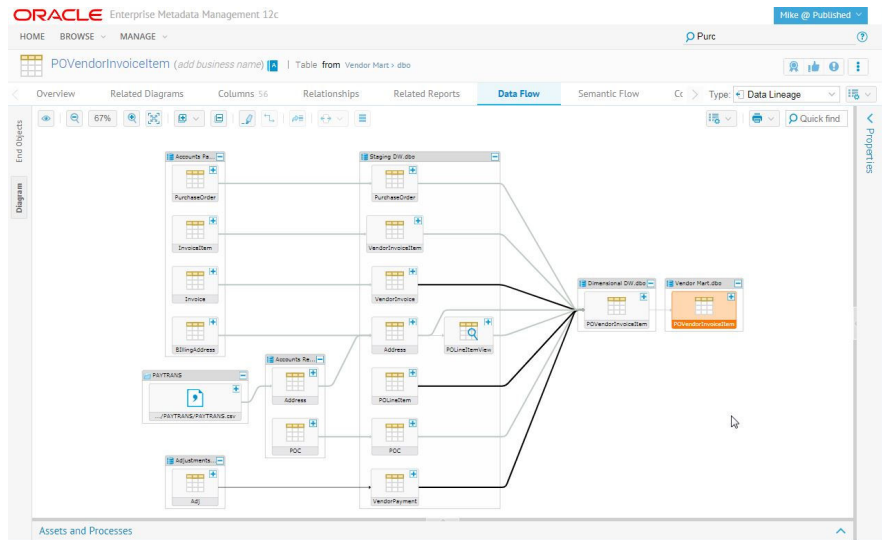 ORACLE Enterprise Metadata Management 12c
Mike @ Published
HOME BROWSE MANAGE
Purc
POVendorInvoiceItem (add business name) A | Table from Vendor Mart > dbo
Overview Related Diagrams Columns 56 Relationships Related Reports Data Flow Semantic Flow Type: Data Lineage
67%
Quick find
End Objects
Diagram
Properties
Accounts Pa...
Staging DW.dbo
PurchaseOrder
PurchaseOrder
InvoiceItem
VendorInvoiceItem
Dimensional DW.dbo
Vendor Mart.dbo
Invoice
VendorInvoice
POVendorInvoiceItem
POVendorInvoiceItem
BillingAddress
Address
POLineItemView
Accounts Re...
PAYTRANS
.../PAYTRANS/PAYTRANS.csv
Address
POLineItem
POC
POC
Adjustments...
Adj
VendorPayment
Assets and Processes